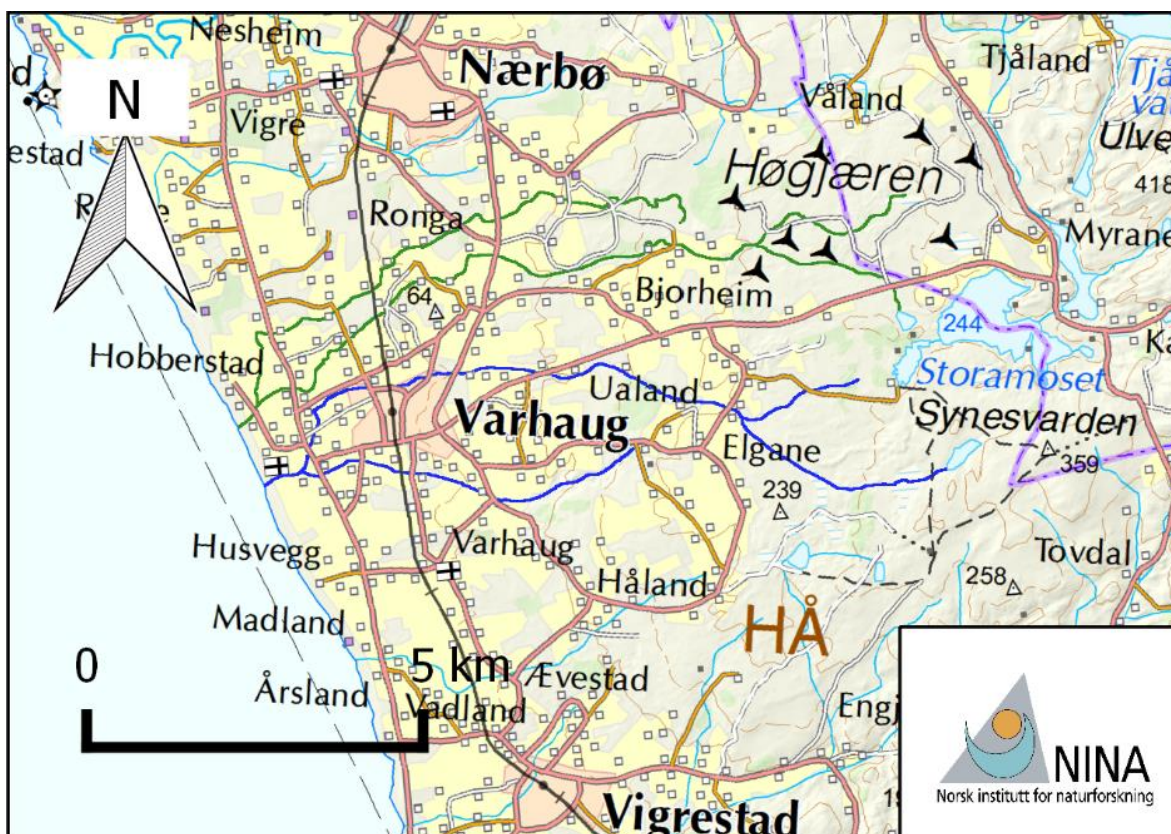 Nesheim
Nærbø
Tjåland
Våland
N
Vigre
Høgjæren
418
Ronga
Myrane
Bjorheim
64
244
Hobberstad
Storamoset
Ualand
Synesvarden
Varhaug
Elgane
359
239
Husvegg
Varhaug
Tovdal
Håland
258
Madland
HÅ
0
5 km
Årsland
Ævestad
Vadland
NINA
Norsk institutt for naturforskning
Vigrestad